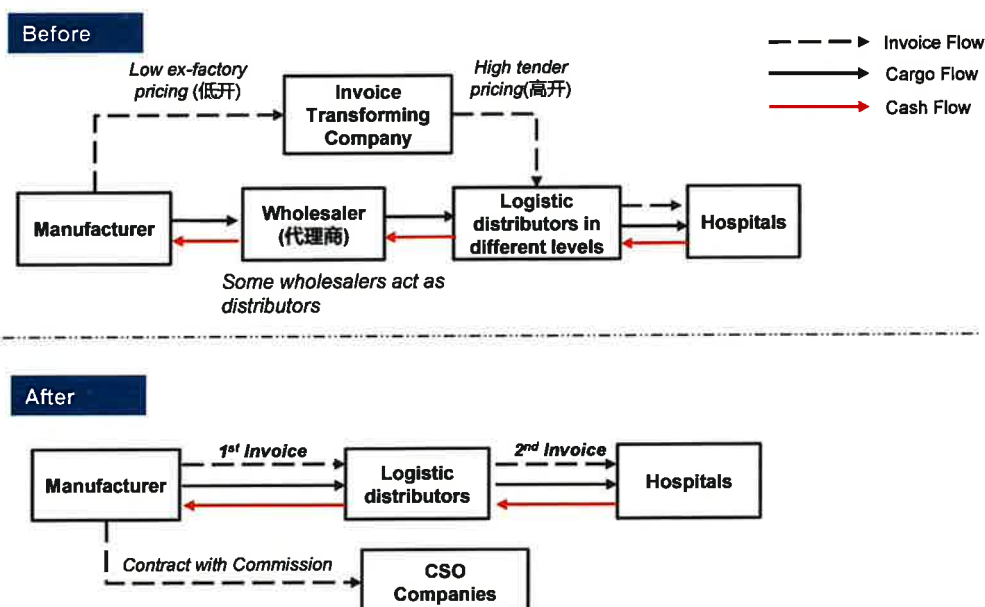 Before
Invoice Flow
Cargo Flow
Cash Flow
Low ex-factory
pricing (低开)
High tender
pricing(高开)
Invoice
Transforming
Company
Manufacturer
Wholesaler
(代理商)
Logistic
distributors in
different levels
Hospitals
Some wholesalers act as
distributors
After
1st Invoice
2nd Invoice
Manufacturer
Logistic
distributors
Hospitals
Contract with Commission
CSO
Companies